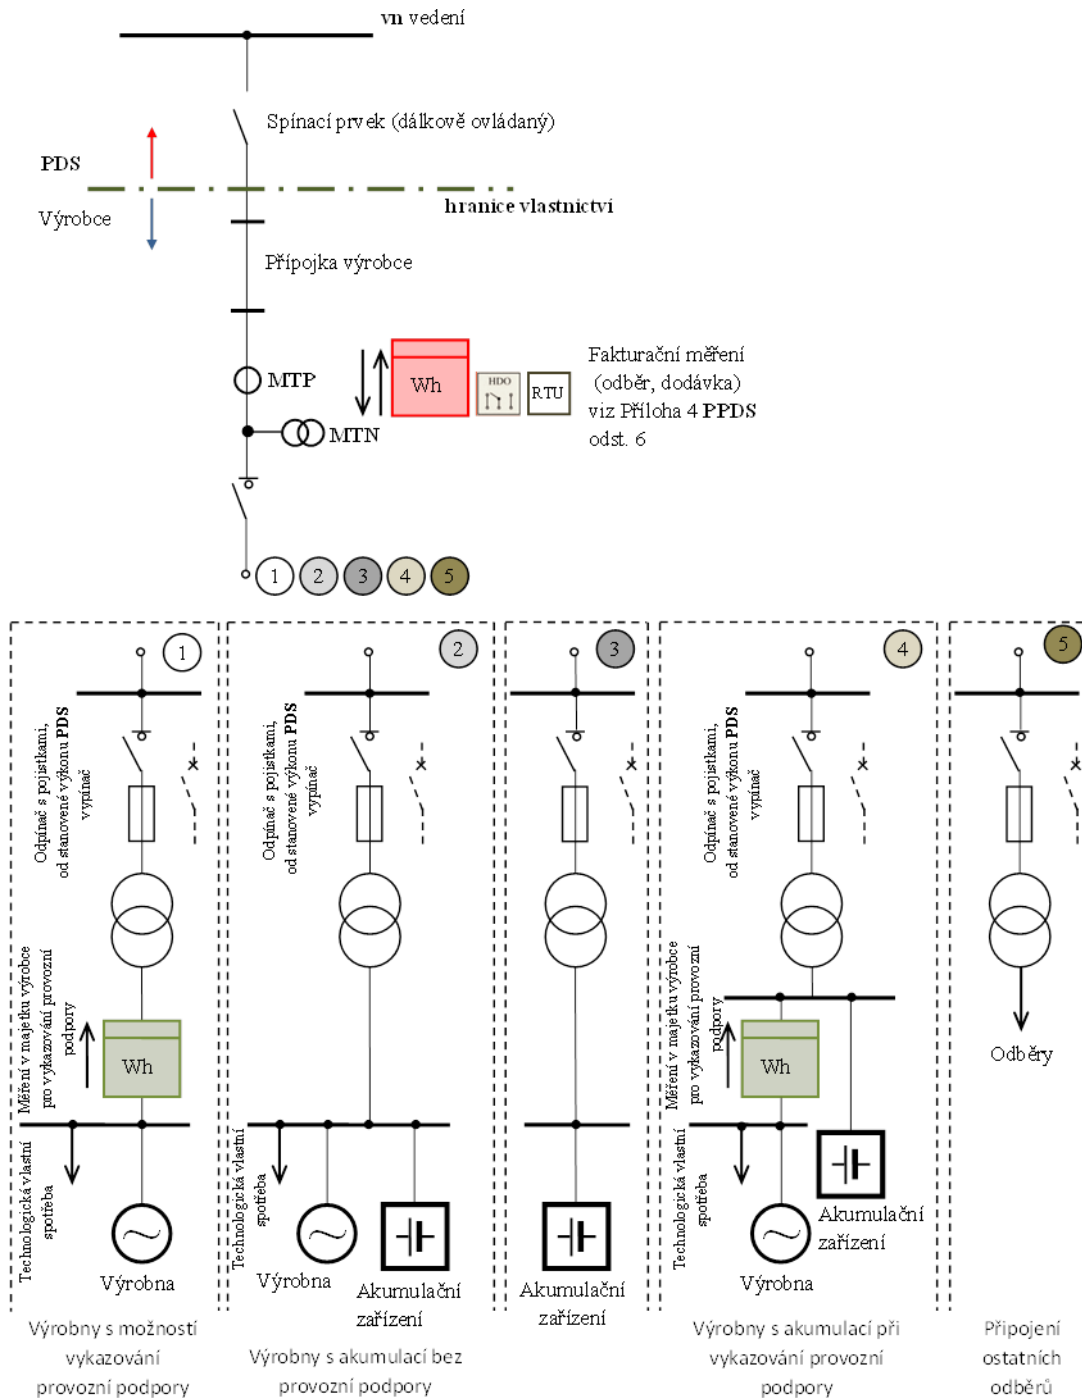 vn vedení
Spínací prvek (dálkově ovládaný)
PDS
hranice vlastnictví
Výrobce
Přípojka výrobce
MTP
Wh
HDO
RTU
Fakturační měření
(odběr, dodávka)
viz Příloha 4 PPDS
odst. 6
MTN
1 2 3 4 5
1
Odpínač s pojistkami,
od stanovené výkonu PDS
vypínač
Měření v majetku výrobce
pro vykazování provozní
podpory
Wh
Technologická vlastní
spotřeba
Výrobna
Výrobny s možností
vykazování
provozní podpory
2
Odpínač s pojistkami,
od stanovené výkonu PDS
vypínač
Technologická vlastní
spotřeba
Výrobna
Akumulační
zařízení
Výrobny s akumulací bez
provozní podpory
3
Akumulační
zařízení
4
Odpínač s pojistkami,
od stanovené výkonu PDS
vypínač
Měření v majetku výrobce
pro vykazování provozní
podpory
Wh
Technologická vlastní
spotřeba
Výrobna
Akumulační
zařízení
Výrobny s akumulací při
vykazování provozní
podpory
5
Odběry
Připojení
ostatních
odběrů